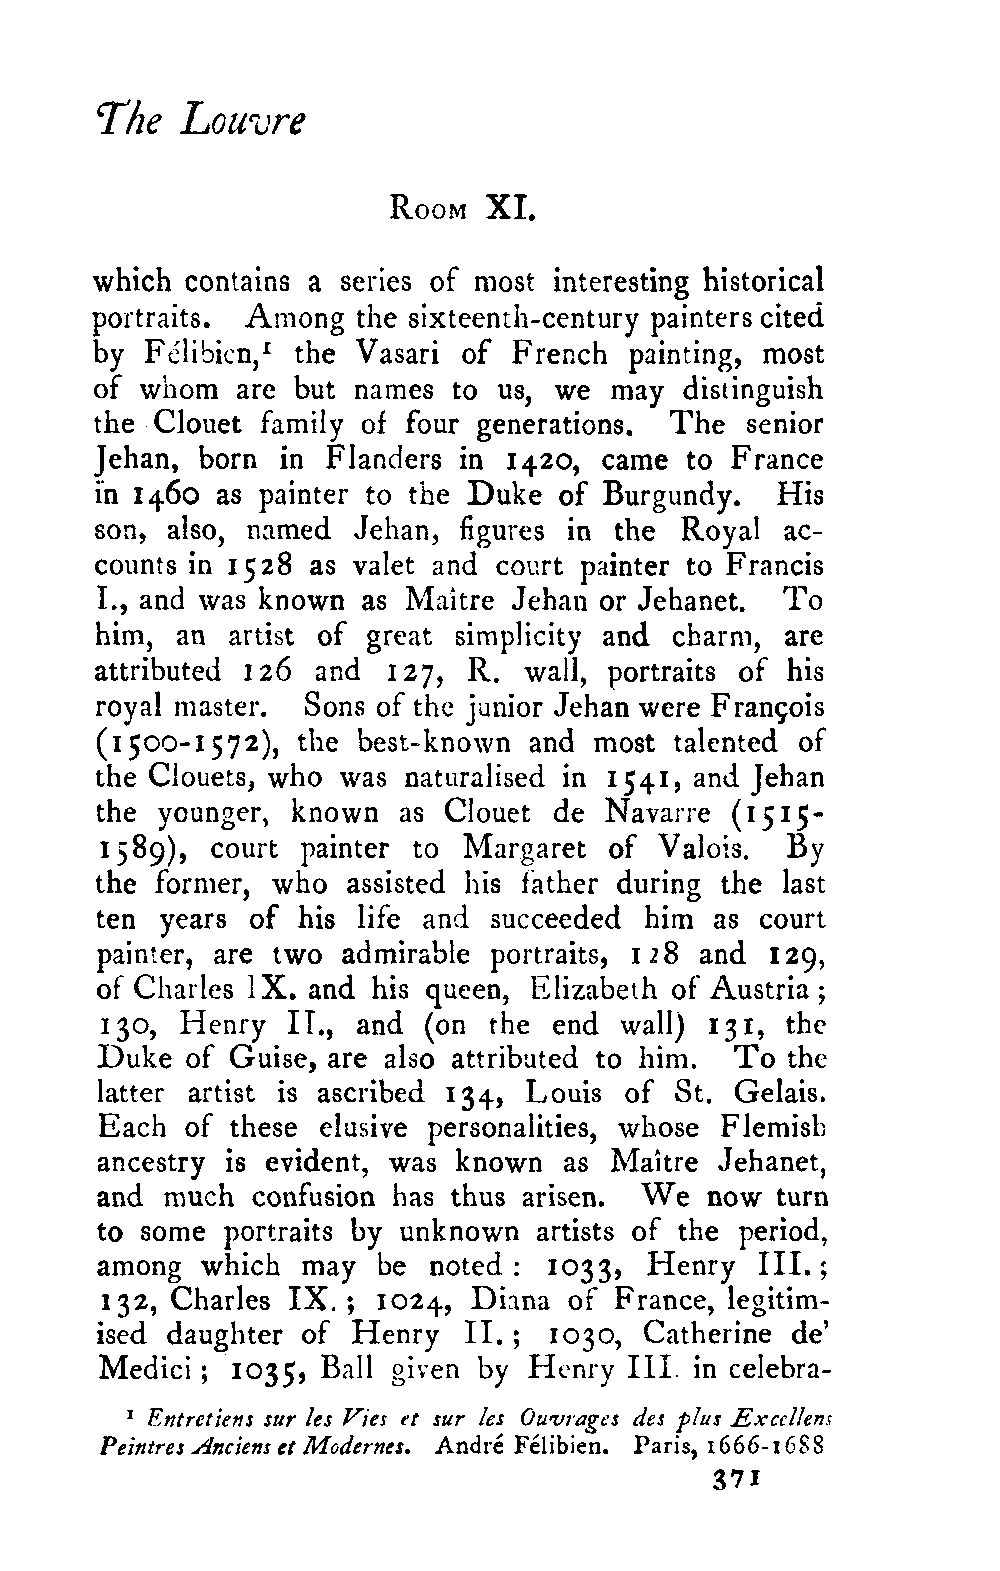 The Louvre
Room XI.
which contains a series of most interesting historical
portraits. Among the sixteenth-century painters cited
by Félibien,¹ the Vasari of French painting, most
of whom are but names to us, we may distinguish
the Clouet family of four generations. The senior
Jehan, born in Flanders in 1420, came to France
in 1460 as painter to the Duke of Burgundy. His
son, also, named Jehan, figures in the Royal ac-
counts in 1528 as valet and court painter to Francis
I., and was known as Maître Jehan or Jehanet. To
him, an artist of great simplicity and charm, are
attributed 126 and 127, R. wall, portraits of his
royal master. Sons of the junior Jehan were François
(1500-1572), the best-known and most talented of
the Clouets, who was naturalised in 1541, and Jehan
the younger, known as Clouet de Navarre (1515-
1589), court painter to Margaret of Valois. By
the former, who assisted his father during the last
ten years of his life and succeeded him as court
painter, are two admirable portraits, 128 and 129,
of Charles IX. and his queen, Elizabeth of Austria;
130, Henry II., and (on the end wall) 131, the
Duke of Guise, are also attributed to him. To the
latter artist is ascribed 134, Louis of St. Gelais.
Each of these elusive personalities, whose Flemish
ancestry is evident, was known as Maître Jehanet,
and much confusion has thus arisen. We now turn
to some portraits by unknown artists of the period,
among which may be noted: 1033, Henry III.;
132, Charles IX.; 1024, Diana of France, legitim-
ised daughter of Henry II.; 1030, Catherine de'
Medici; 1035, Ball given by Henry III. in celebra-
¹ Entretiens sur les Vies et sur les Ouvrages des plus Excellens
Peintres Anciens et Modernes. André Félibien. Paris, 1666-1688
371